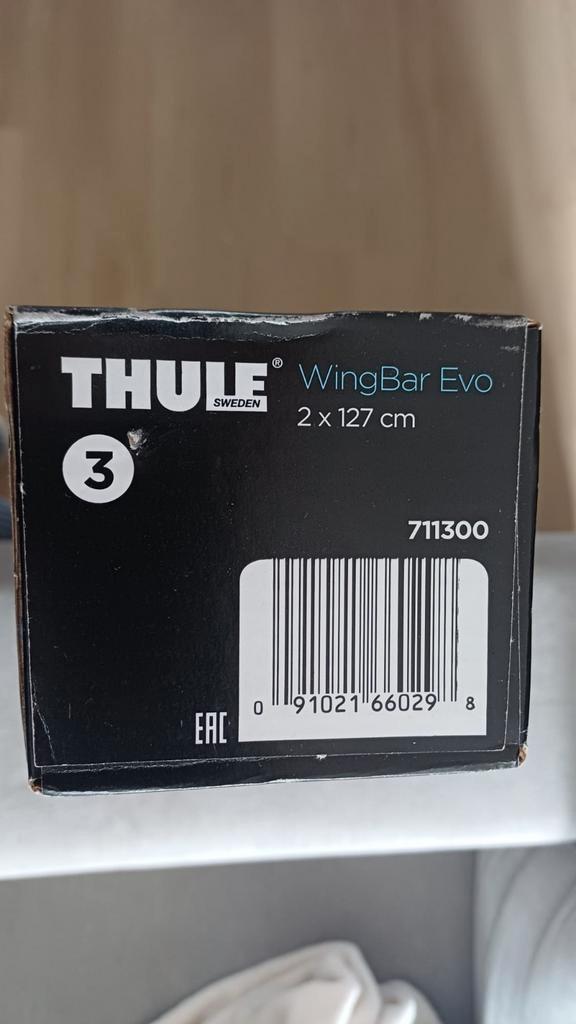 THULE®
SWEDEN
WingBar Evo
2 x 127 cm
3
711300
0 91021 66029 8
EAC